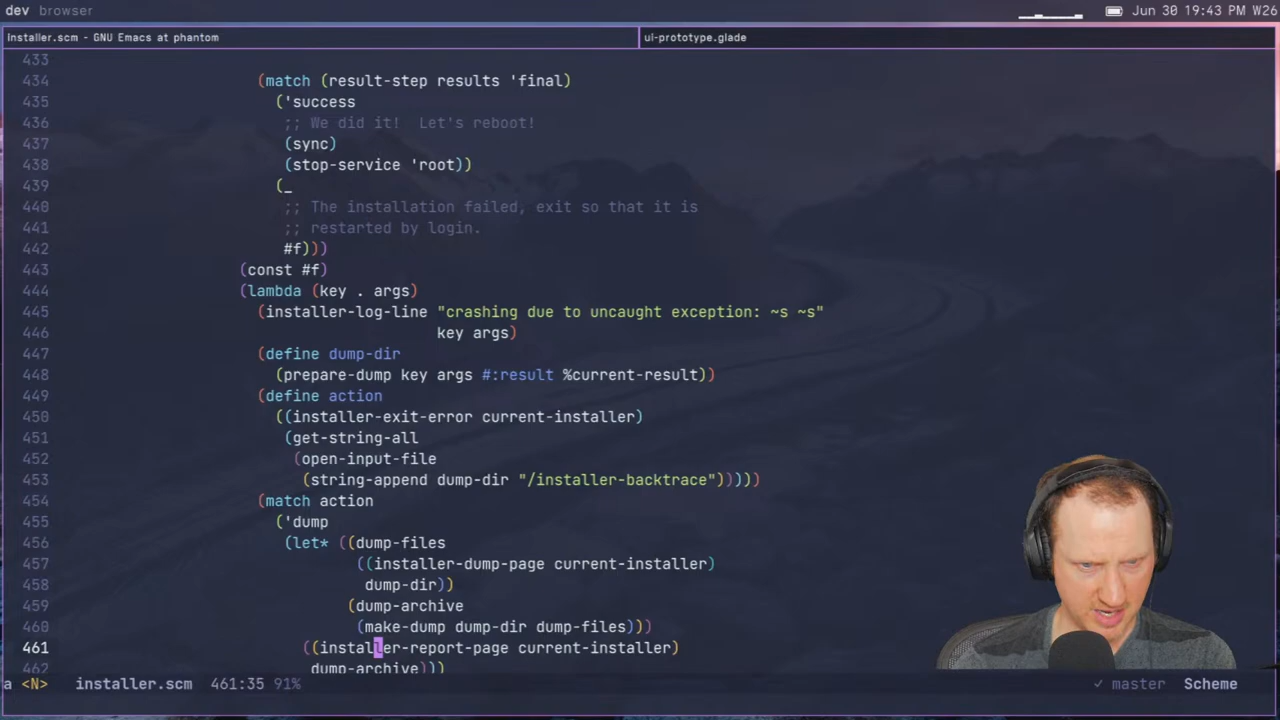 dev browser
Jun 30 19:43 PM W26
installer.scm - GNU Emacs at phantom
ui-prototype.glade
433
434 (match (result-step results 'final)
435 ('success
436 ;; We did it! Let's reboot!
437 (sync)
438 (stop-service 'root))
439 (_
440 ;; The installation failed, exit so that it is
441 ;; restarted by login.
442 #f)))
443 (const #f)
444 (lambda (key . args)
445 (installer-log-line "crashing due to uncaught exception: ~s ~s"
446 key args)
447 (define dump-dir
448 (prepare-dump key args #:result %current-result))
449 (define action
450 ((installer-exit-error current-installer)
451 (get-string-all
452 (open-input-file
453 (string-append dump-dir "/installer-backtrace")))))
454 (match action
455 ('dump
456 (let* ((dump-files
457 ((installer-dump-page current-installer)
458 dump-dir))
459 (dump-archive
460 (make-dump dump-dir dump-files)))
461 ((installer-report-page current-installer)
462 dump-archive)))
a <N> installer.scm 461:35 91% ✓ master Scheme